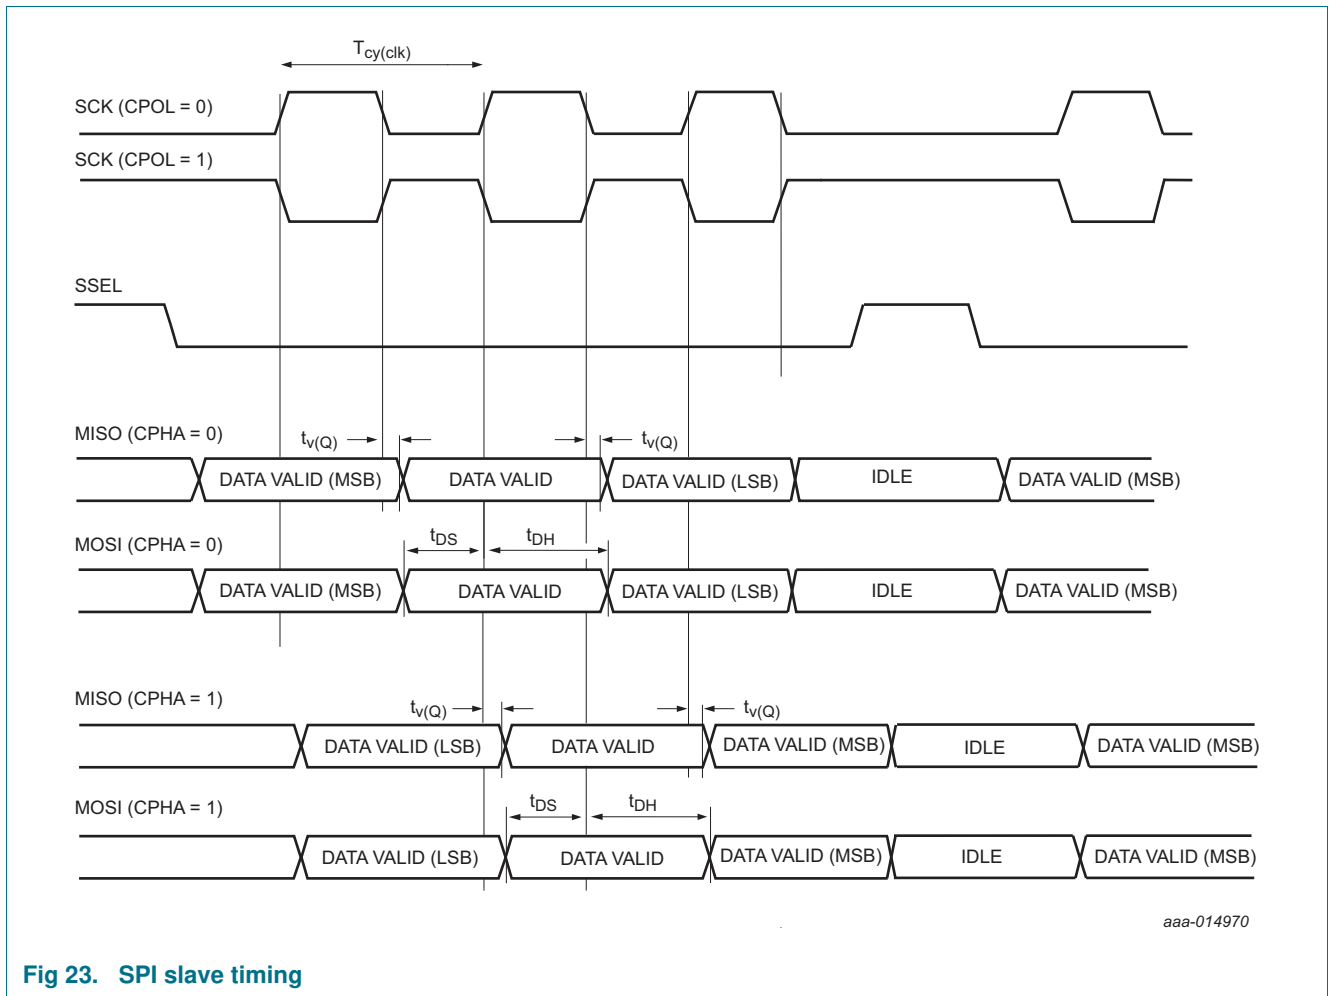 Tcy(clk)
SCK (CPOL = 0)
SCK (CPOL = 1)
SSEL
MISO (CPHA = 0)
tv(Q)
tv(Q)
DATA VALID (MSB)
DATA VALID
DATA VALID (LSB)
IDLE
DATA VALID (MSB)
tDS
tDH
MOSI (CPHA = 0)
DATA VALID (MSB)
DATA VALID
DATA VALID (LSB)
IDLE
DATA VALID (MSB)
MISO (CPHA = 1)
tv(Q)
tv(Q)
DATA VALID (LSB)
DATA VALID
DATA VALID (MSB)
IDLE
DATA VALID (MSB)
tDS
tDH
MOSI (CPHA = 1)
DATA VALID (LSB)
DATA VALID
DATA VALID (MSB)
IDLE
DATA VALID (MSB)
aaa-014970
Fig 23. SPI slave timing